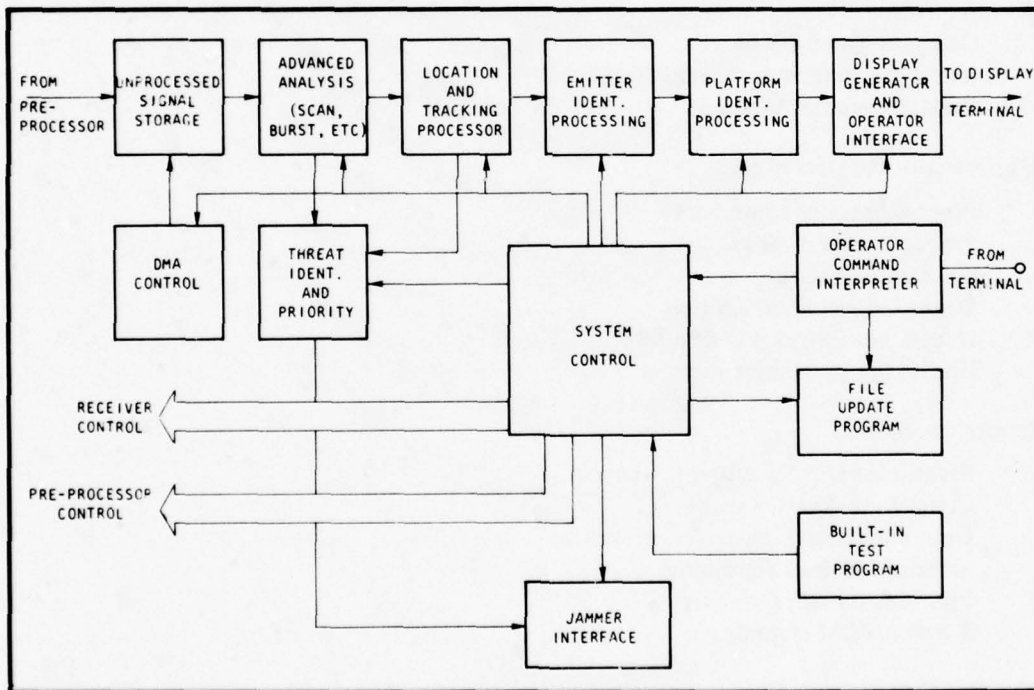 FROM
PRE-
PROCESSOR
UNPROCESSED
SIGNAL
STORAGE
ADVANCED
ANALYSIS
(SCAN,
BURST, ETC)
LOCATION
AND
TRACKING
PROCESSOR
EMITTER
IDENT.
PROCESSING
PLATFORM
IDENT.
PROCESSING
DISPLAY
GENERATOR
AND
OPERATOR
INTERFACE
TO DISPLAY
TERMINAL
DMA
CONTROL
THREAT
IDENT.
AND
PRIORITY
SYSTEM
CONTROL
OPERATOR
COMMAND
INTERPRETER
FROM
TERMINAL
FILE
UPDATE
PROGRAM
RECEIVER
CONTROL
PRE-PROCESSOR
CONTROL
BUILT-IN
TEST
PROGRAM
JAMMER
INTERFACE